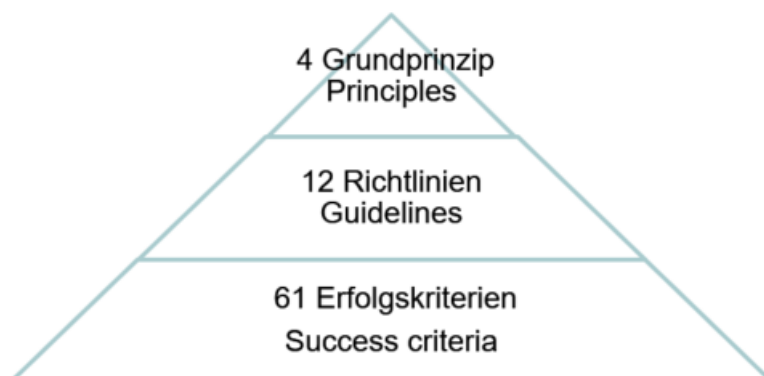 4 Grundprinzip
Principles
12 Richtlinien
Guidelines
61 Erfolgskriterien
Success criteria